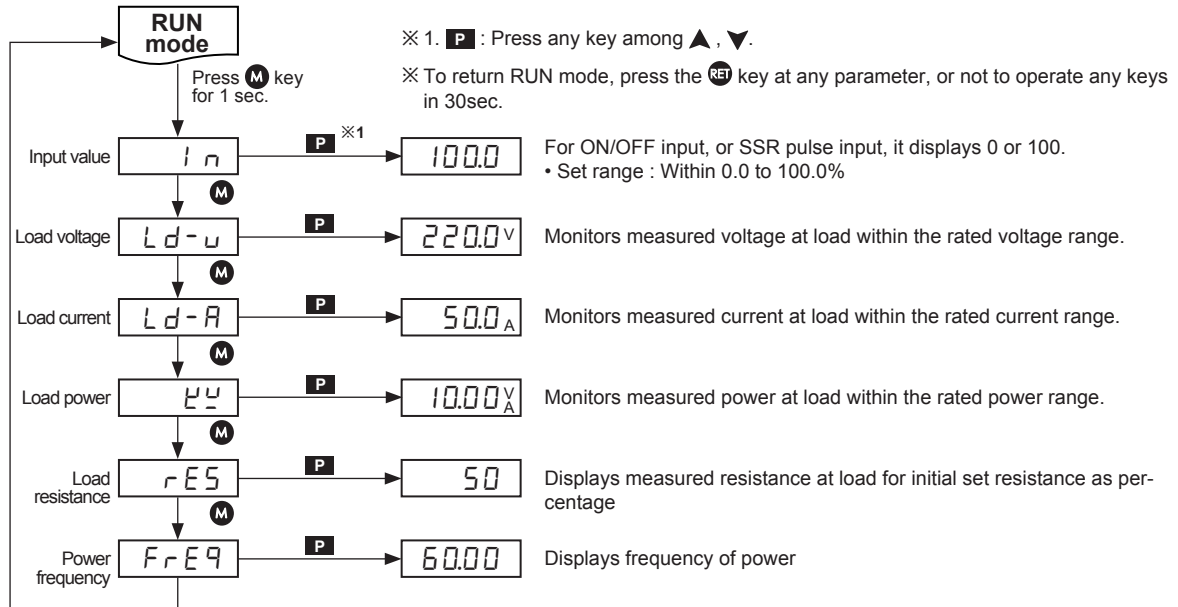 RUN
mode
※ 1. P : Press any key among ▲ , ▼.
Press M key
for 1 sec.
※ To return RUN mode, press the RET key at any parameter, or not to operate any keys
in 30sec.
Input value
In
P ※1
100.0
For ON/OFF input, or SSR pulse input, it displays 0 or 100.
• Set range : Within 0.0 to 100.0%
M
Load voltage
Ld-u
P
220.0 V
Monitors measured voltage at load within the rated voltage range.
M
Load current
Ld-A
P
50.0 A
Monitors measured current at load within the rated current range.
M
Load power
P
10.00 V
A
Monitors measured power at load within the rated power range.
M
Load
resistance
rES
P
50
Displays measured resistance at load for initial set resistance as per-
centage
M
Power
frequency
FrEq
P
60.00
Displays frequency of power